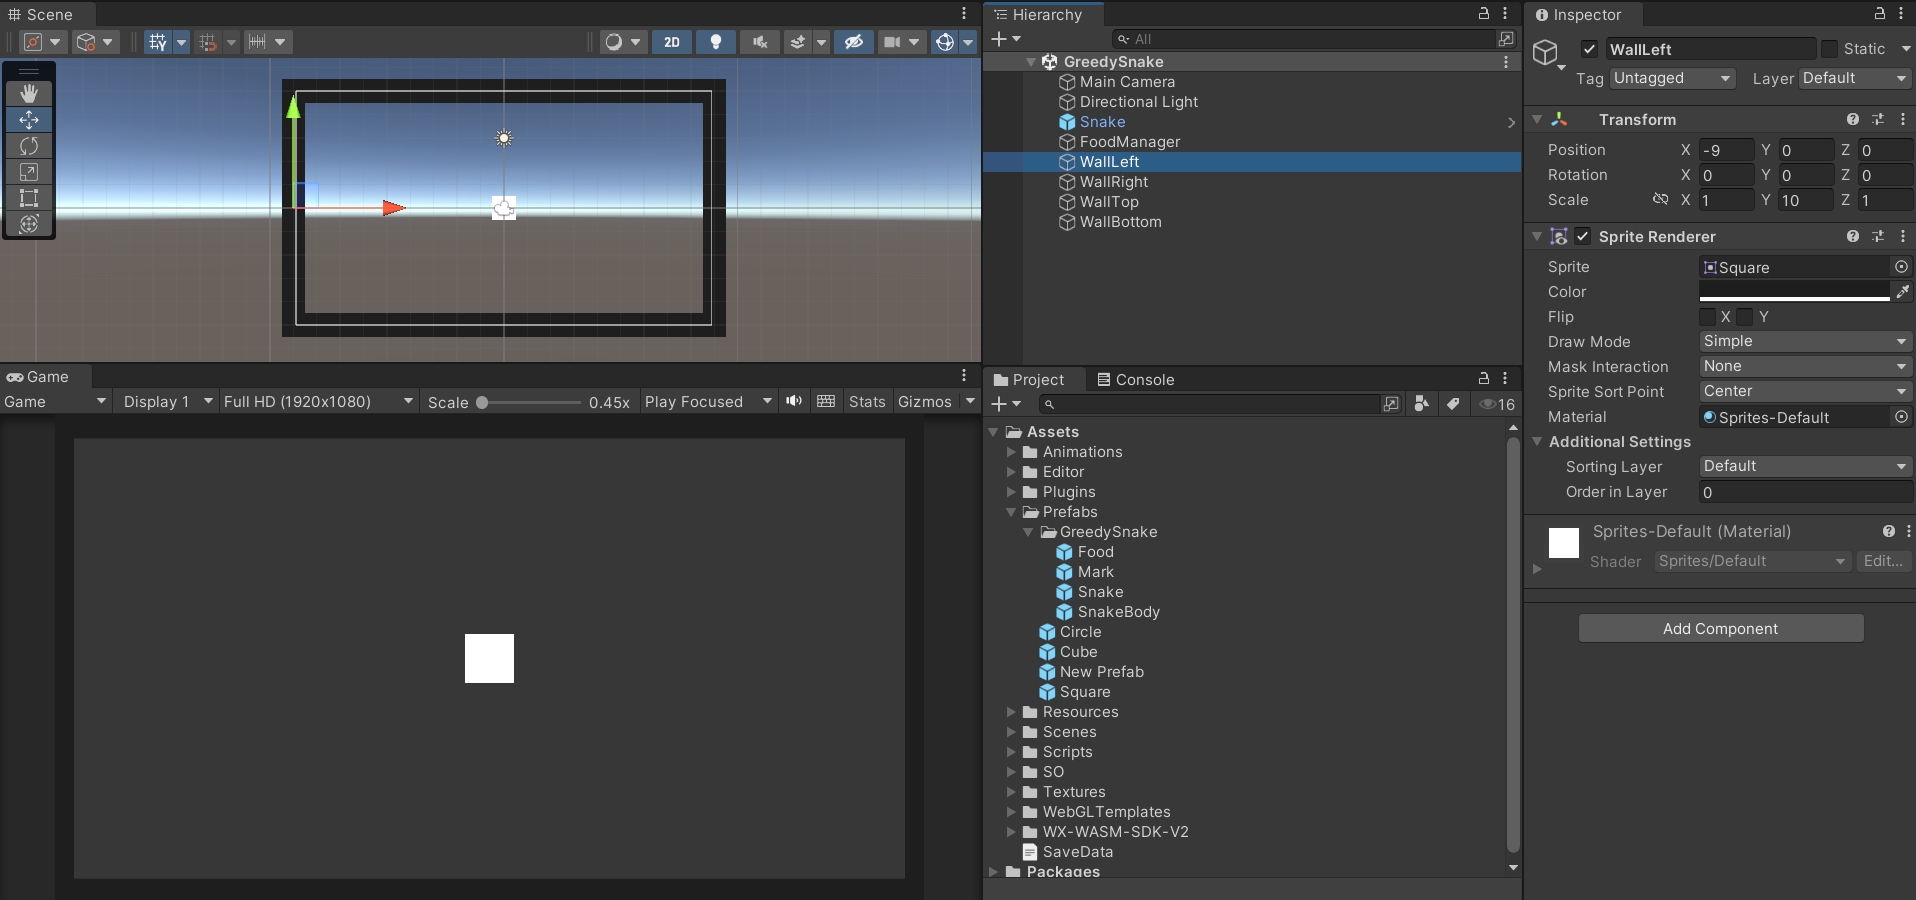 Scene
2D
Game
Game
Display 1
Full HD (1920x1080)
Scale
0.45x
Play Focused
Stats
Gizmos
Hierarchy
All
GreedySnake
Main Camera
Directional Light
Snake
FoodManager
WallLeft
WallRight
WallTop
WallBottom
Project
Console
16
Assets
Animations
Editor
Plugins
Prefabs
GreedySnake
Food
Mark
Snake
SnakeBody
Circle
Cube
New Prefab
Square
Resources
Scenes
Scripts
SO
Textures
WebGLTemplates
WX-WASM-SDK-V2
SaveData
Packages
Inspector
WallLeft
Static
Tag Untagged Layer Default
Transform
Position X -9 Y 0 Z 0
Rotation X 0 Y 0 Z 0
Scale X 1 Y 10 Z 1
Sprite Renderer
Sprite Square
Color
Flip X Y
Draw Mode Simple
Mask Interaction None
Sprite Sort Point Center
Material Sprites-Default
Additional Settings
Sorting Layer Default
Order in Layer 0
Sprites-Default (Material)
Shader Sprites/Default Edit...
Add Component